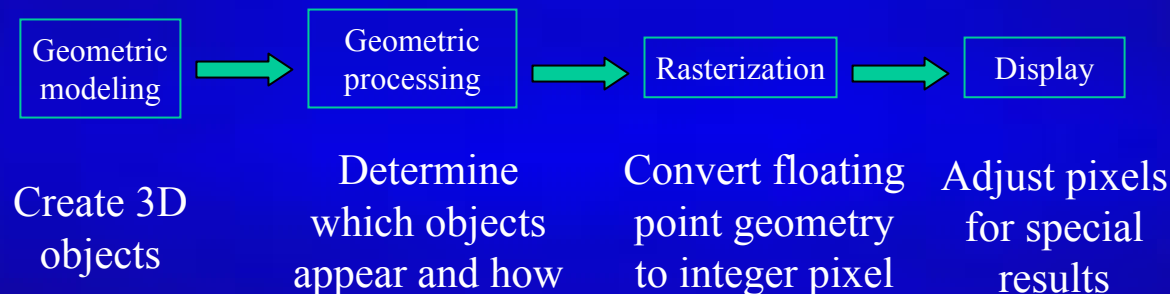 Geometric
modeling
Geometric
processing
Rasterization
Display
Create 3D
objects
Determine
which objects
appear and how
Convert floating
point geometry
to integer pixel
Adjust pixels
for special
results